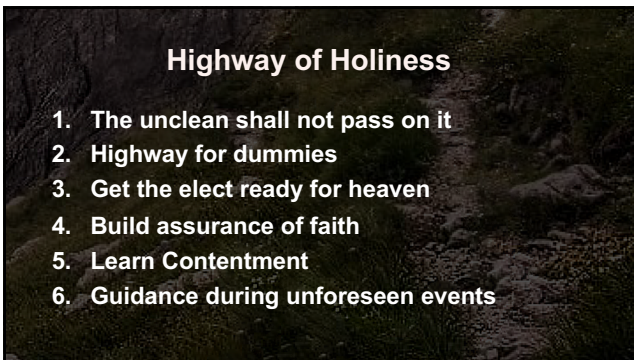 Highway of Holiness
1. The unclean shall not pass on it
2. Highway for dummies
3. Get the elect ready for heaven
4. Build assurance of faith
5. Learn Contentment
6. Guidance during unforeseen events